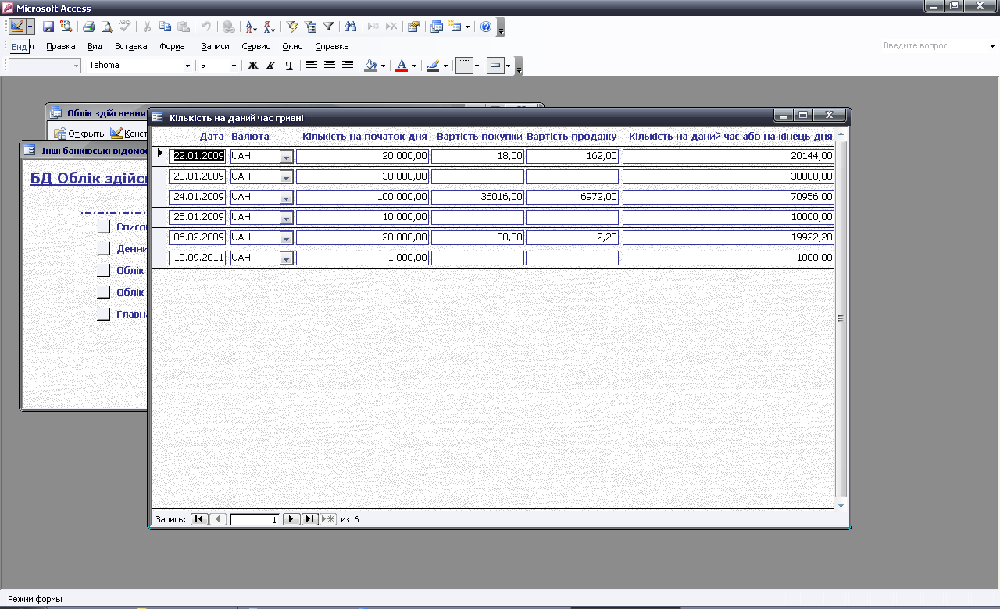 Microsoft Access
Вид л Правка Вид Вставка Формат Записи Сервис Окно Справка Введите вопрос
Tahoma 9 Ж К Ч
Облік здійснення
Открыть
Інші банківські
БД Облік
Список
Облік
Облік
Кількість на даний час гривні
Дата Валюта Кількість на початок дня Вартість покупки Вартість продажу Кількість на даний час або на кінець дня
22.01.2009 UAH 20 000,00 18,00 162,00 20144,00
23.01.2009 UAH 30 000,00 30000,00
24.01.2009 UAH 100 000,00 36016,00 6972,00 70956,00
25.01.2009 UAH 10 000,00 10000,00
06.02.2009 UAH 20 000,00 80,00 2,20 19922,20
10.09.2011 UAH 1 000,00 1000,00
Запись: 1 из 6
Режим формы